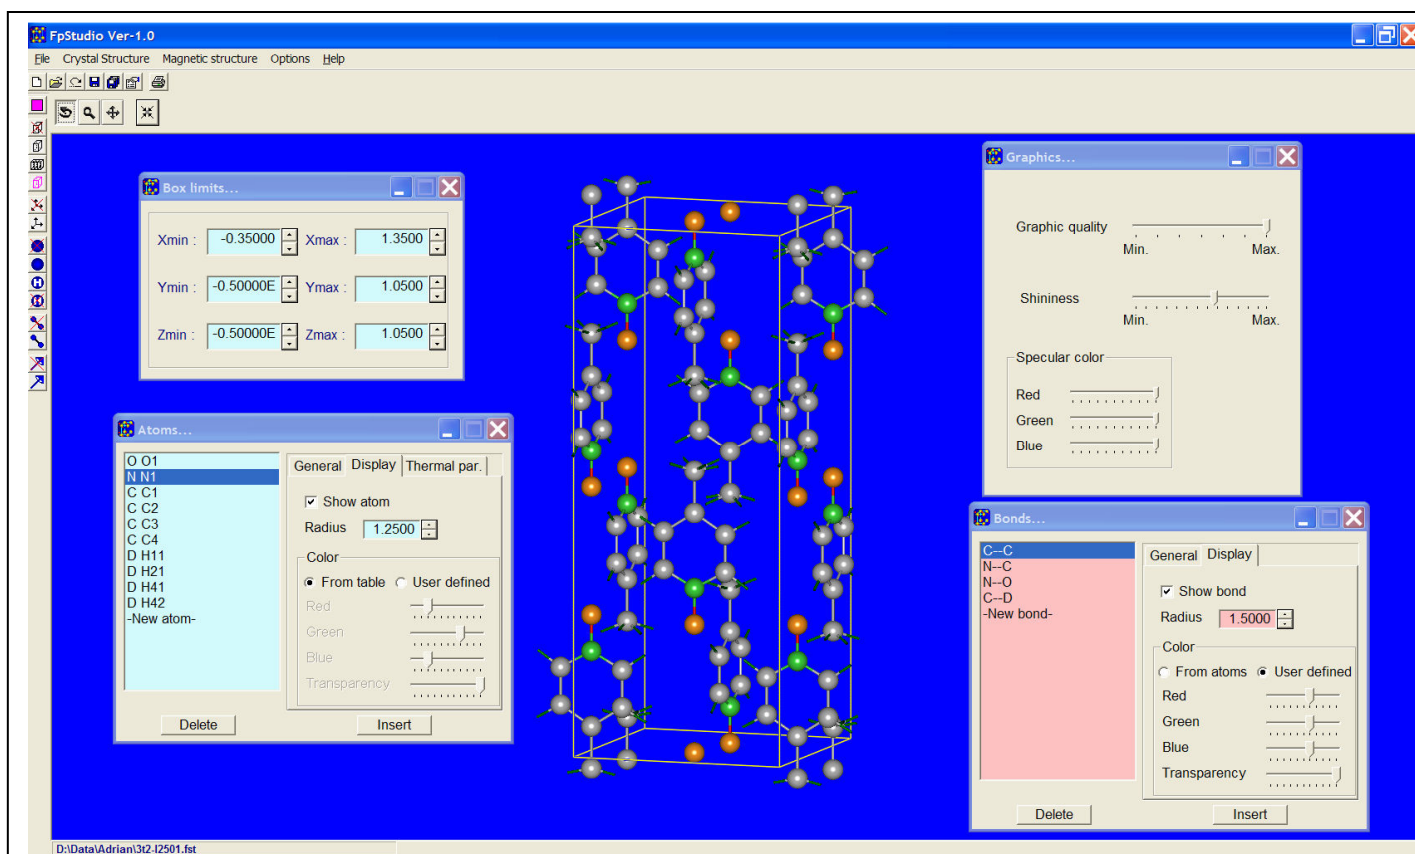 FpStudio Ver-1.0
File Crystal Structure Magnetic structure Options Help
Box limits...
Xmin : -0.35000 Xmax : 1.3500
Ymin : -0.50000E Ymax : 1.0500
Zmin : -0.50000E Zmax : 1.0500
Graphics...
Graphic quality
Min. Max.
Shininess
Min. Max.
Specular color
Red
Green
Blue
Atoms...
O O1
N N1
C C1
C C2
C C3
C C4
D H11
D H21
D H41
D H42
-New atom-
General Display Thermal par.
Show atom
Radius 1.2500
Color
From table User defined
Red
Green
Blue
Transparency
Delete Insert
Bonds...
C--C
N--C
N--O
C--D
-New bond-
General Display
Show bond
Radius 1.5000
Color
From atoms User defined
Red
Green
Blue
Transparency
Delete Insert
D:\Data\Adrian\3t2-I2501.fst